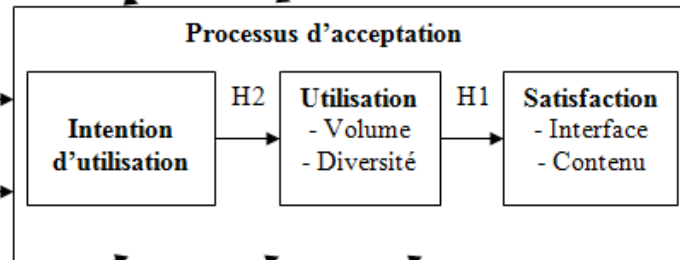 Processus d'acceptation
Intention
d'utilisation
H2
Utilisation
- Volume
- Diversité
H1
Satisfaction
- Interface
- Contenu